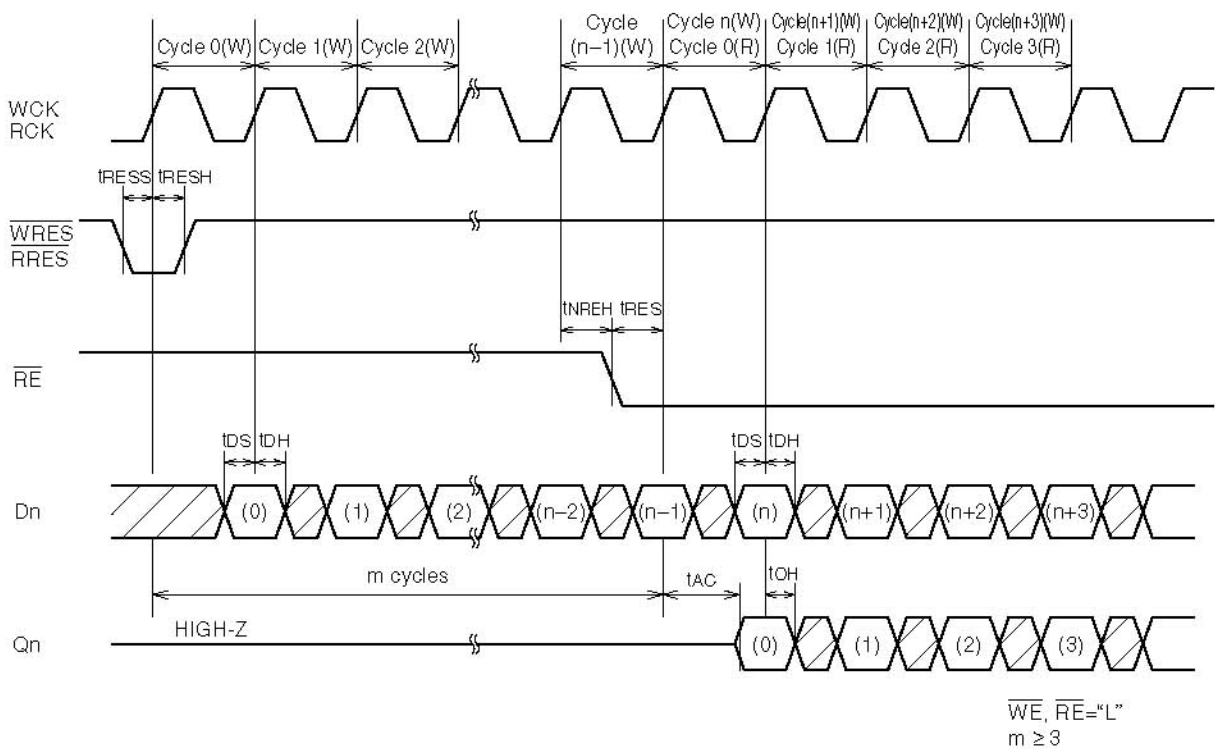 Cycle 0(W) Cycle 1(W) Cycle 2(W)
Cycle
(n−1)(W)
Cycle n(W)
Cycle 0(R)
Cycle(n+1)(W)
Cycle 1(R)
Cycle(n+2)(W)
Cycle 2(R)
Cycle(n+3)(W)
Cycle 3(R)
WCK
RCK
tRESS tRESH
WRES
RRES
tNREH tRES
RE
tDS tDH tDS tDH
Dn (0) (1) (2) (n−2) (n−1) (n) (n+1) (n+2) (n+3)
m cycles tAC tOH
HIGH-Z
Qn (0) (1) (2) (3)
WE, RE=“L”
m ≥ 3